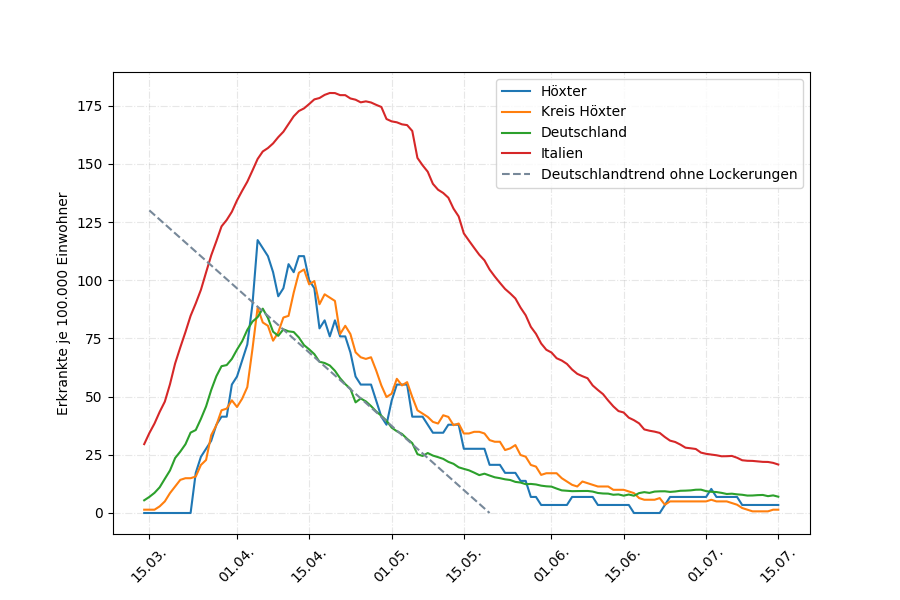 Höxter
Kreis Höxter
Deutschland
Italien
Deutschlandtrend ohne Lockerungen
Erkrankte je 100.000 Einwohner
175
150
125
100
75
50
25
0
15.03.
01.04.
15.04.
01.05.
15.05.
01.06.
15.06.
01.07.
15.07.